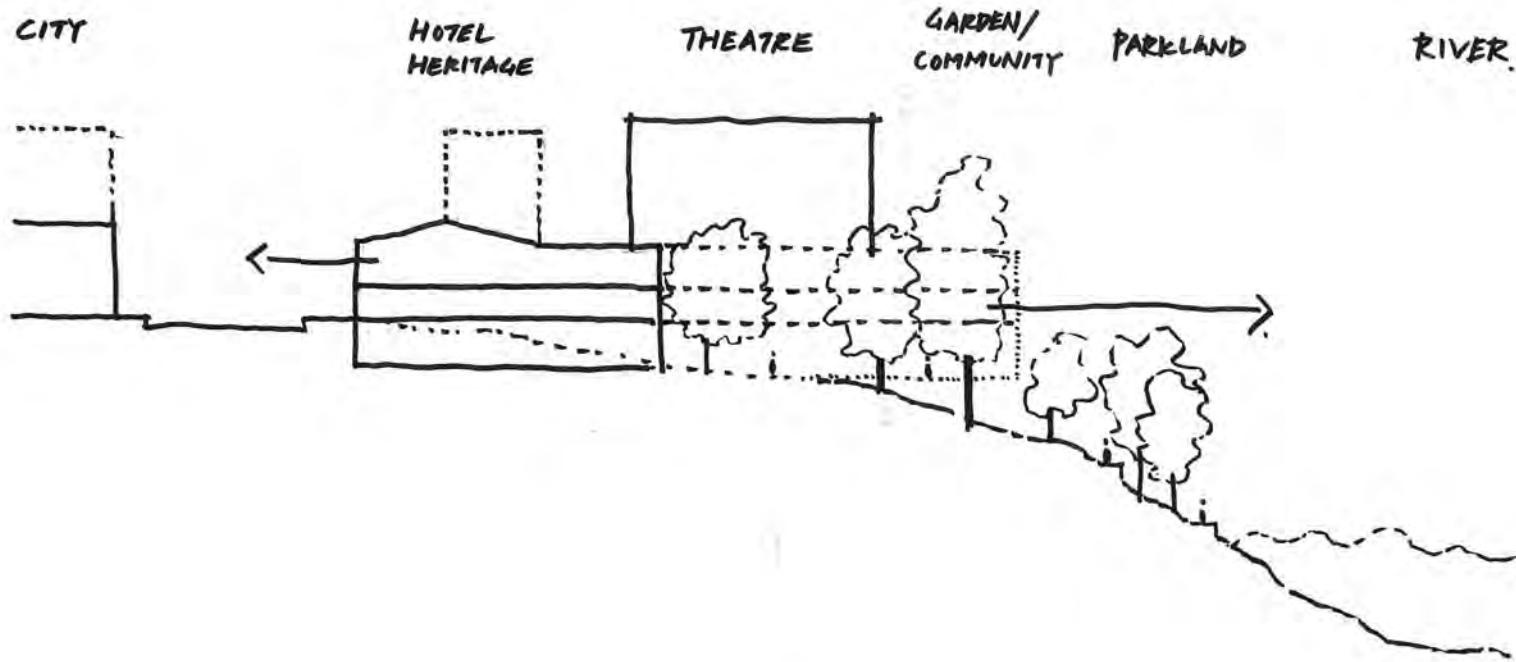 CITY
HOTEL
HERITAGE
THEATRE
GARDEN/
COMMUNITY
PARKLAND
RIVER.